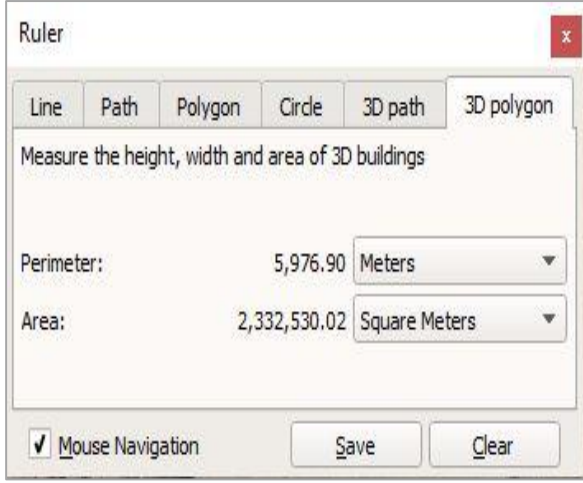 Ruler
x
Line Path Polygon Circle 3D path 3D polygon
Measure the height, width and area of 3D buildings
Perimeter: 5,976.90 Meters
Area: 2,332,530.02 Square Meters
Mouse Navigation Save Clear